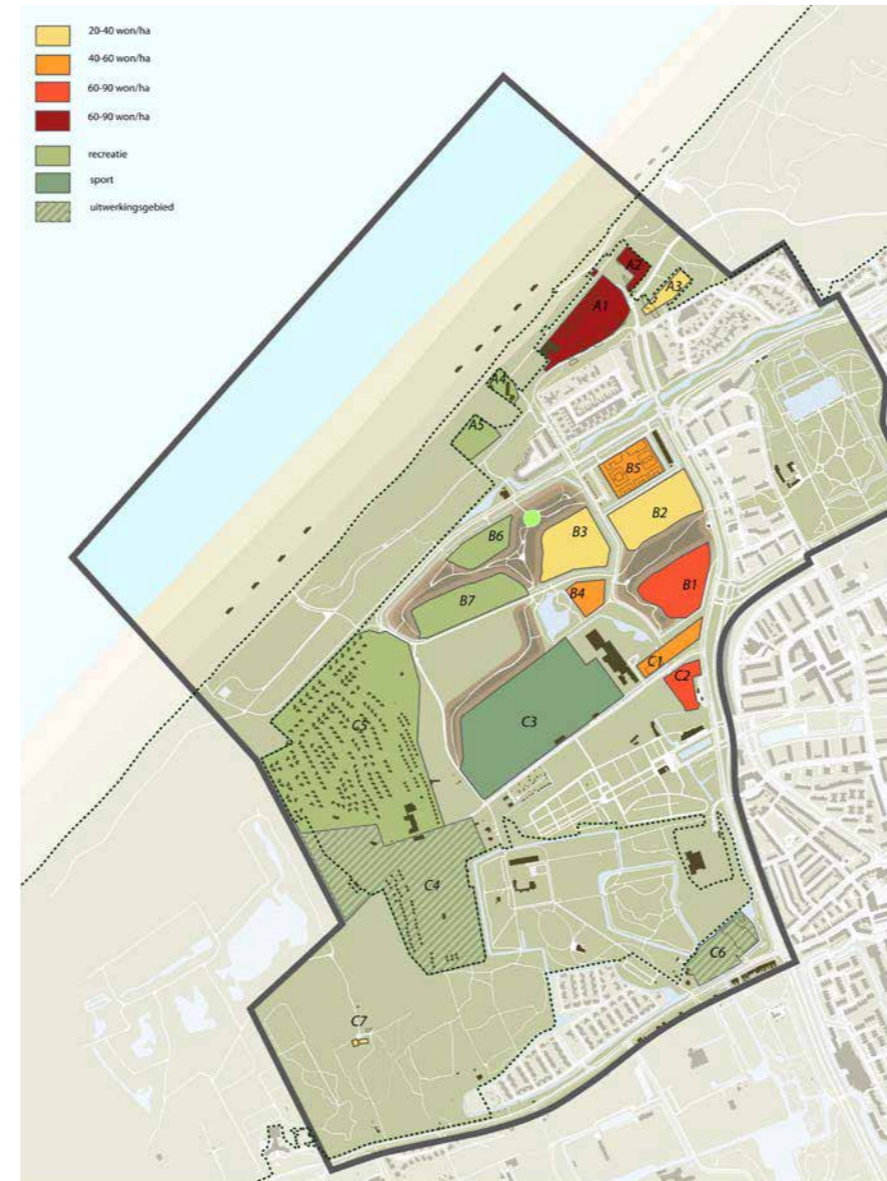 20-40 won/ha
40-60 won/ha
60-90 won/ha
60-90 won/ha
recreatie
sport
uitwerkingsgebied
A2
A3
A1
A4
A5
B5
B2
B3
B6
B1
B4
B7
C1
C2
C3
C5
C4
C6
C7